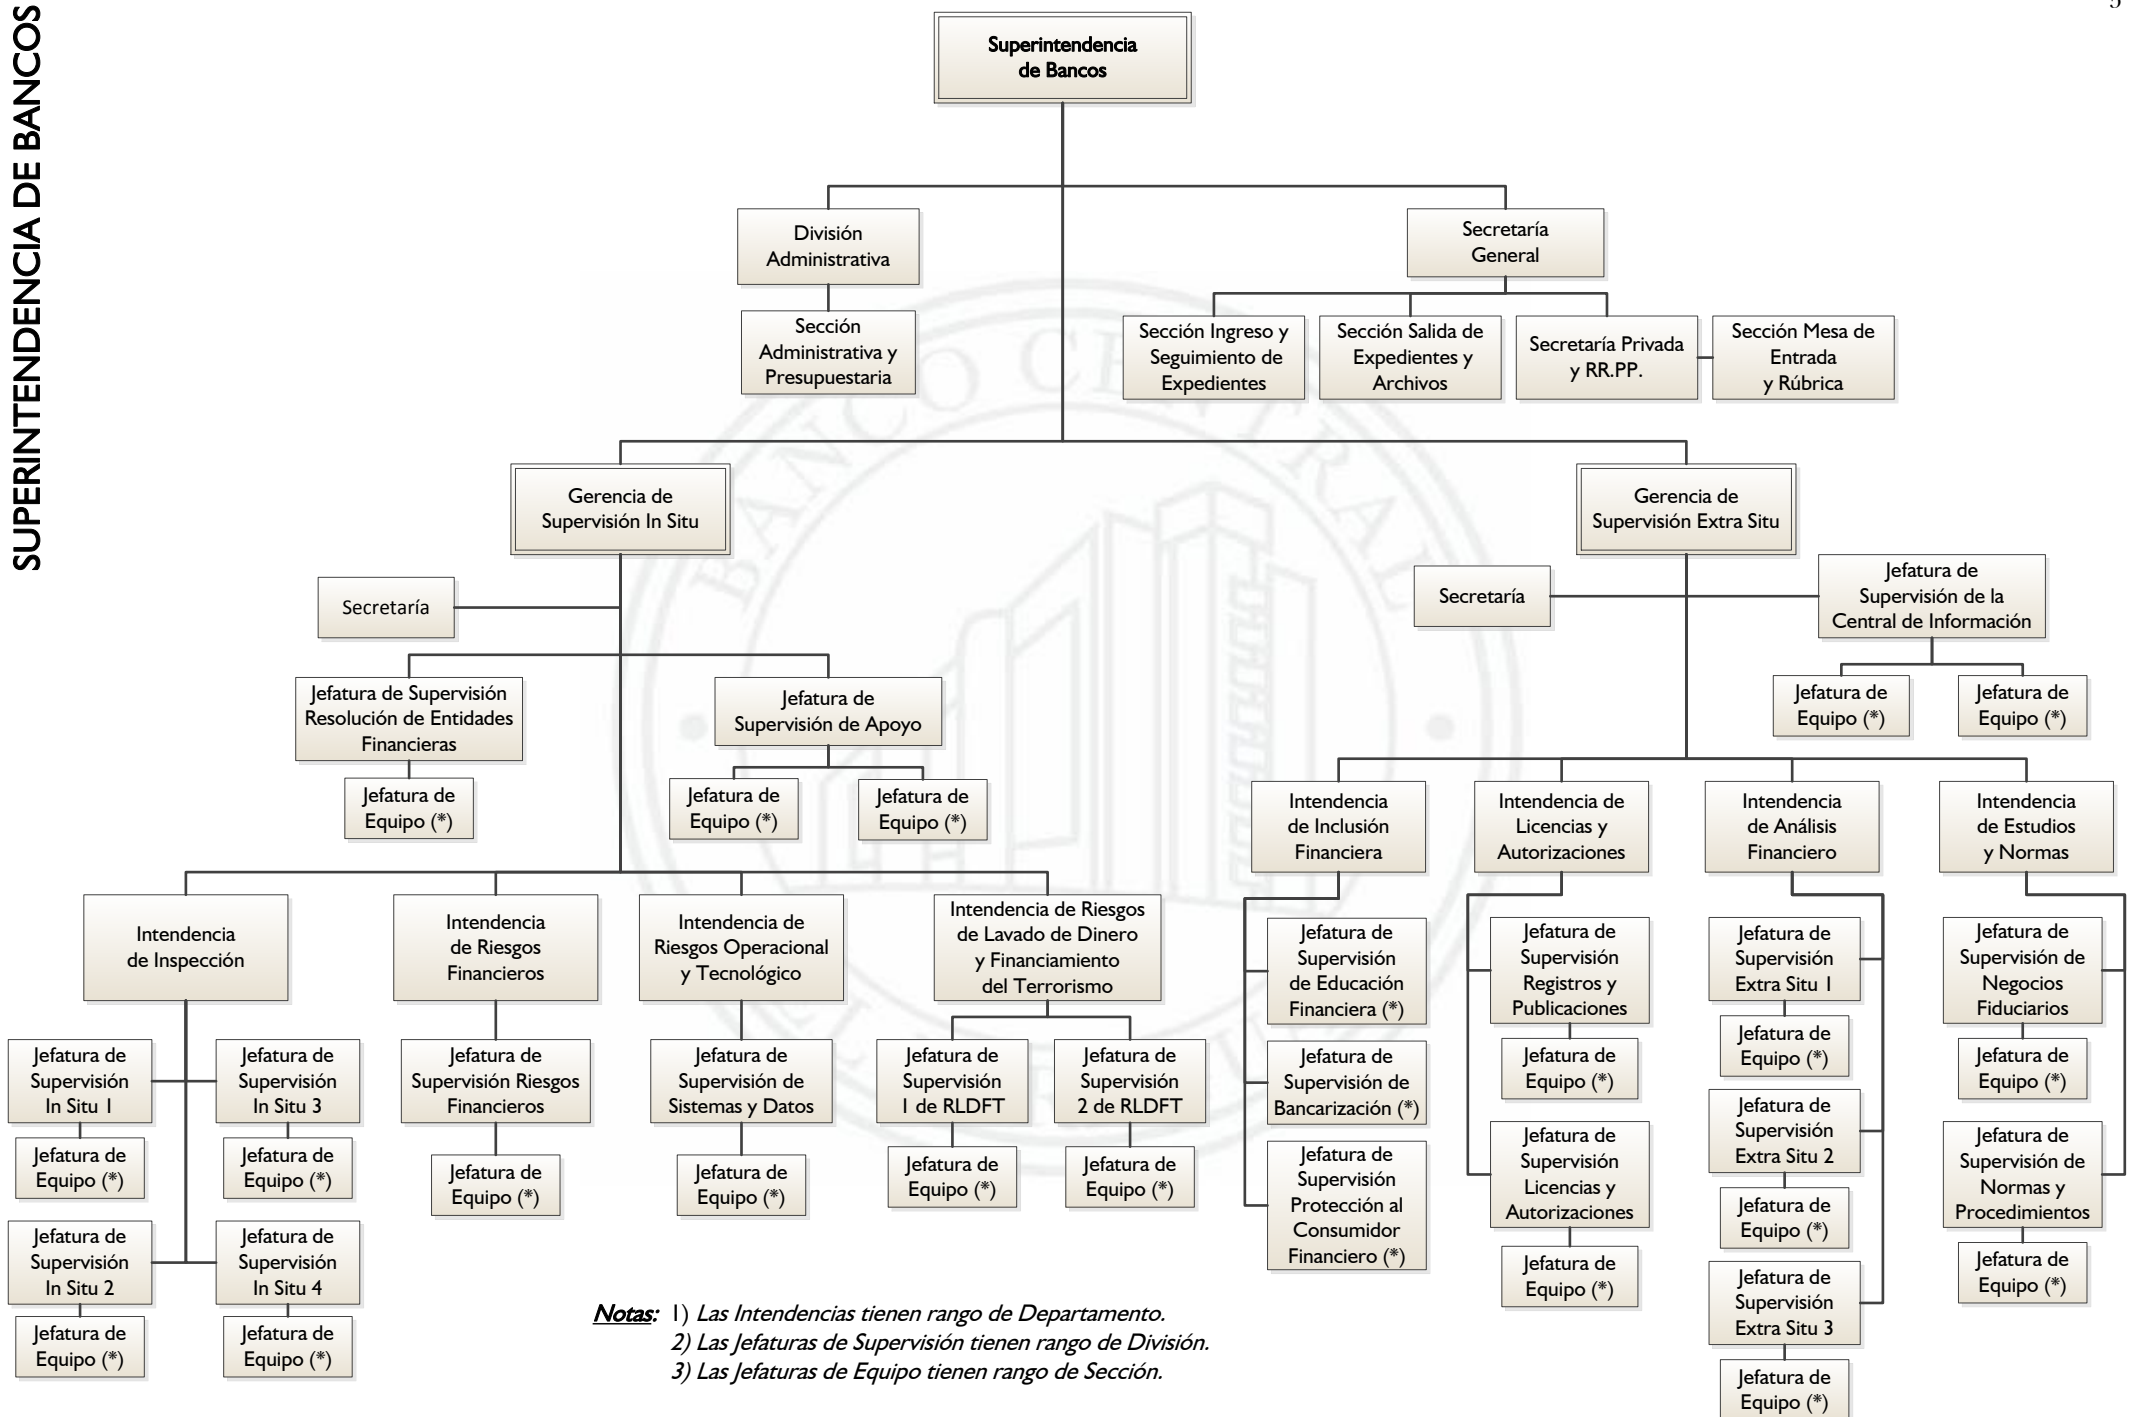 5
SUPERINTENDENCIA DE BANCOS
Superintendencia
de Bancos
División
Administrativa
Sección
Administrativa y
Presupuestaria
Secretaría
General
Sección Ingreso y
Seguimiento de
Expedientes
Sección Salida de
Expedientes y
Archivos
Secretaría Privada
y RR.PP.
Sección Mesa de
Entrada
y Rúbrica
Gerencia de
Supervisión In Situ
Secretaría
Jefatura de Supervisión
Resolución de Entidades
Financieras
Jefatura de
Equipo (*)
Jefatura de
Supervisión de Apoyo
Jefatura de
Equipo (*)
Jefatura de
Equipo (*)
Intendencia
de Inspección
Jefatura de
Supervisión
In Situ 1
Jefatura de
Equipo (*)
Jefatura de
Supervisión
In Situ 3
Jefatura de
Equipo (*)
Jefatura de
Supervisión
In Situ 2
Jefatura de
Equipo (*)
Jefatura de
Supervisión
In Situ 4
Jefatura de
Equipo (*)
Intendencia
de Riesgos
Financieros
Jefatura de
Supervisión Riesgos
Financieros
Jefatura de
Equipo (*)
Intendencia de
Riesgos Operacional
y Tecnológico
Jefatura de
Supervisión de
Sistemas y Datos
Jefatura de
Equipo (*)
Intendencia de Riesgos
de Lavado de Dinero
y Financiamiento
del Terrorismo
Jefatura de
Supervisión
1 de RLDFT
Jefatura de
Equipo (*)
Jefatura de
Supervisión
2 de RLDFT
Jefatura de
Equipo (*)
Gerencia de
Supervisión Extra Situ
Secretaría
Jefatura de
Supervisión de la
Central de Información
Jefatura de
Equipo (*)
Jefatura de
Equipo (*)
Intendencia
de Inclusión
Financiera
Jefatura de
Supervisión
de Educación
Financiera (*)
Jefatura de
Supervisión de
Bancarización (*)
Jefatura de
Supervisión
Protección al
Consumidor
Financiero (*)
Intendencia de
Licencias y
Autorizaciones
Jefatura de
Supervisión
Registros y
Publicaciones
Jefatura de
Equipo (*)
Jefatura de
Supervisión
Licencias y
Autorizaciones
Jefatura de
Equipo (*)
Intendencia
de Análisis
Financiero
Jefatura de
Supervisión
Extra Situ 1
Jefatura de
Equipo (*)
Jefatura de
Supervisión
Extra Situ 2
Jefatura de
Equipo (*)
Jefatura de
Supervisión
Extra Situ 3
Jefatura de
Equipo (*)
Intendencia
de Estudios
y Normas
Jefatura de
Supervisión de
Negocios
Fiduciarios
Jefatura de
Equipo (*)
Jefatura de
Supervisión de
Normas y
Procedimientos
Jefatura de
Equipo (*)
Notas: 1) Las Intendencias tienen rango de Departamento.
2) Las Jefaturas de Supervisión tienen rango de División.
3) Las Jefaturas de Equipo tienen rango de Sección.
BANCO CENTRAL